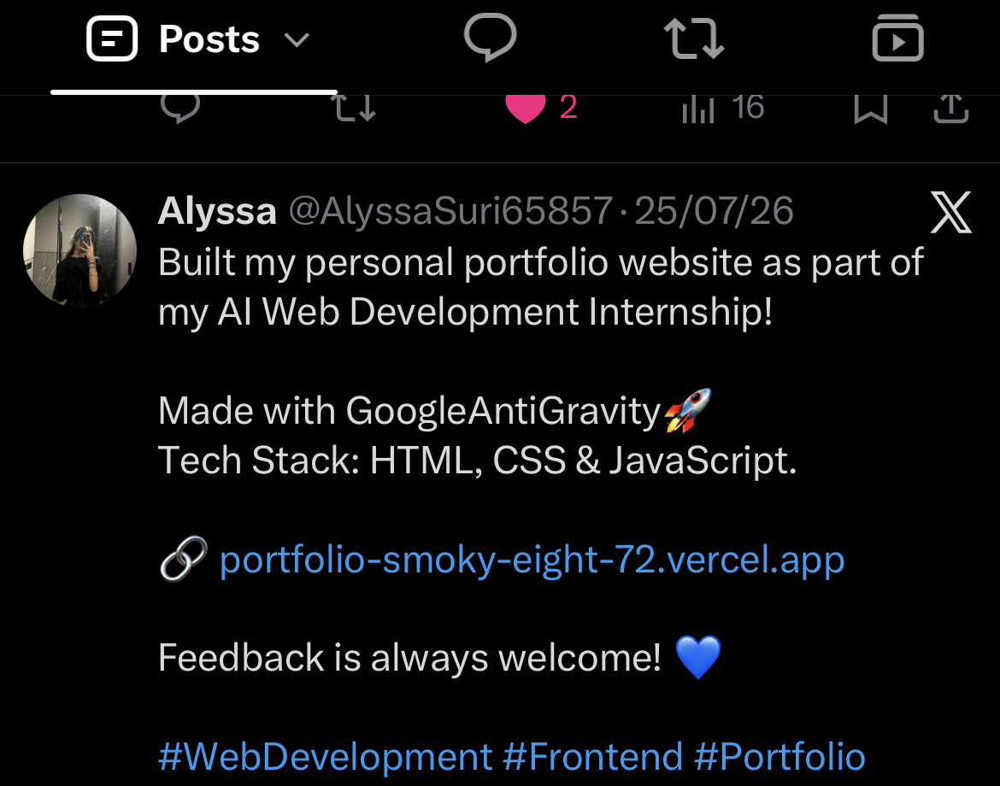 Posts
2 16
Alyssa @AlyssaSuri65857 · 25/07/26
Built my personal portfolio website as part of
my AI Web Development Internship!
Made with GoogleAntiGravity🚀
Tech Stack: HTML, CSS & JavaScript.
🔗 portfolio-smoky-eight-72.vercel.app
Feedback is always welcome! 💙
#WebDevelopment #Frontend #Portfolio